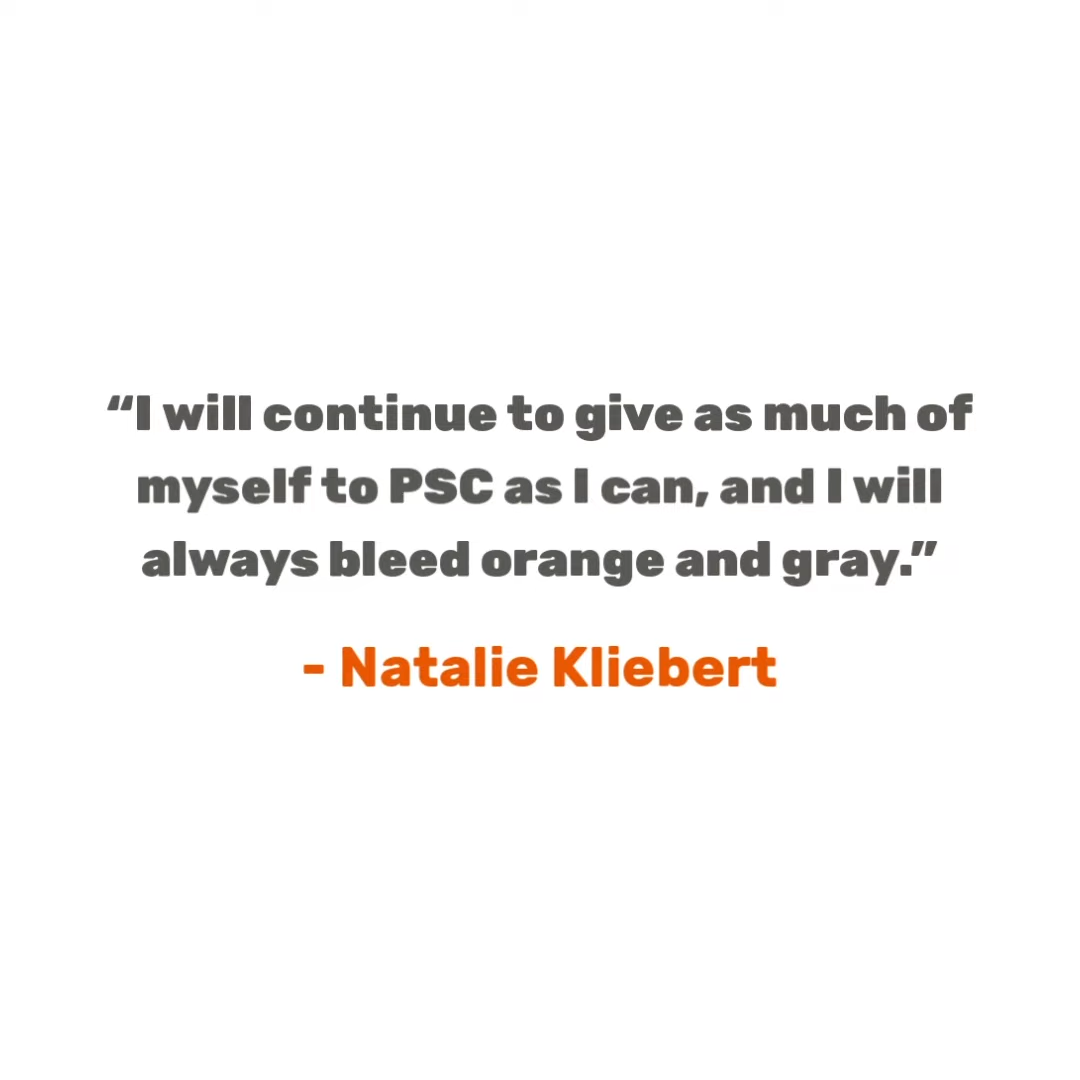 “I will continue to give as much of
myself to PSC as I can, and I will
always bleed orange and gray.”
- Natalie Kliebert